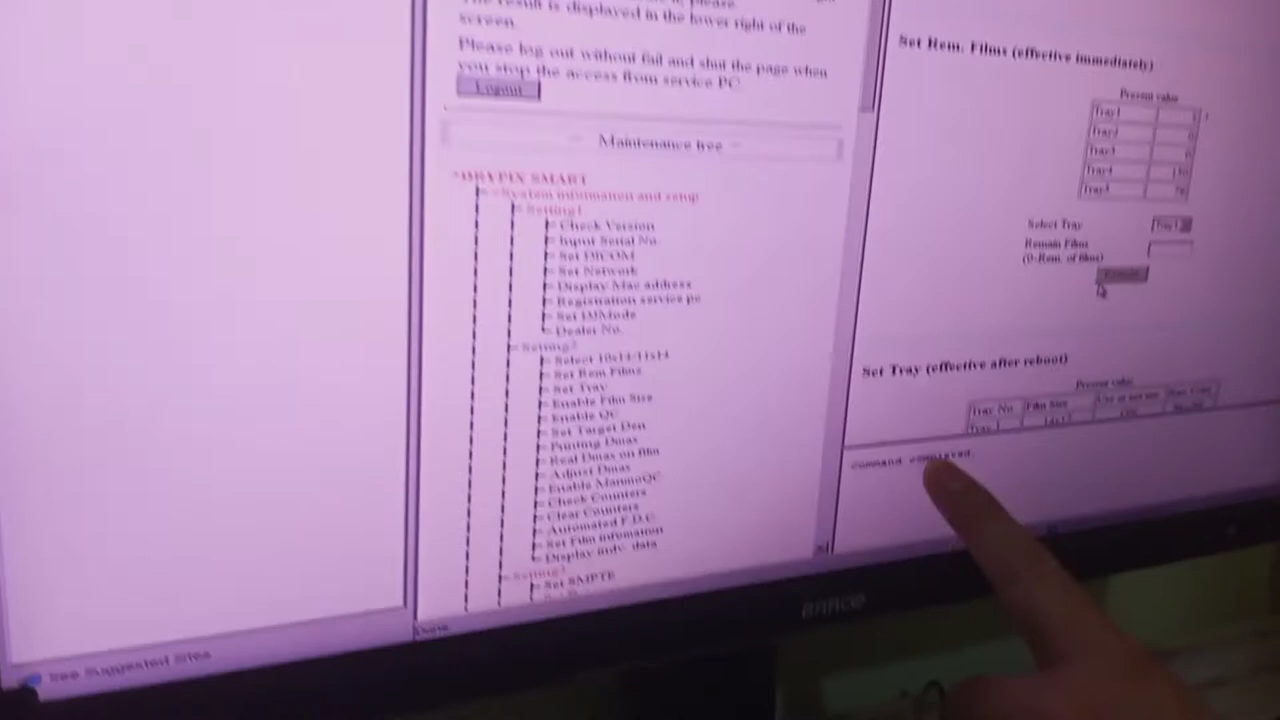 The result is displayed in the lower right of the
screen.
Please log out without fail and shut the page when
you stop the access from service PC.
Logout
Maintenance tree
DRYPIX SMART
System information and setup
Setting1
Check Version
Input Serial No.
Set DICOM
Set Network
Display Mac address
Registration service pc
Dealer No.
Setting2
Select 10x14/11x14
Set Rem Films
Set Tray
Enable Film Size
Enable QC
Set Target Den
Printing Dmax
Real Dmax on film
Adjust Dmax
Enable MammoQC
Check Counters
Clear Counters
Automated F.D.C.
Set Film infomation
Display indv. data
Setting3
Set SMPTE
Done
See Suggested Sites
Set Rem. Films (effective immediately)
Present value
Tray1
Tray2
Tray3
Tray4
Tray5
Select Tray
Tray1
Remain Films
(0-Rem. of films)
Set Tray (effective after reboot)
Present value
Tray No.
Film Size
Tray 1
14x17
command completed.